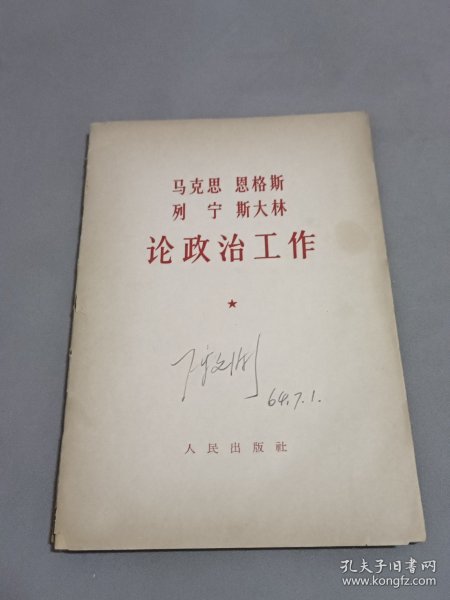 马克思 恩格斯
列 宁 斯大林
论政治工作
64.7.1.
人民出版社
孔夫子旧书网
www.kongfz.com